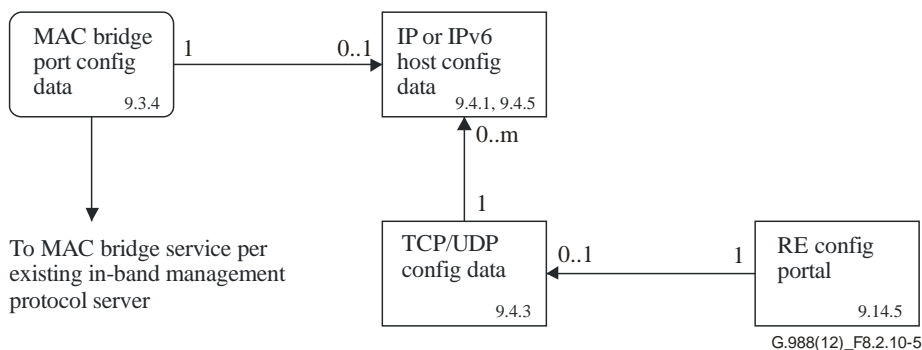 MAC bridge
port config
data
9.3.4
1
0..1
IP or IPv6
host config
data
9.4.1, 9.4.5
0..m
1
To MAC bridge service per
existing in-band management
protocol server
TCP/UDP
config data
9.4.3
0..1
1
RE config
portal
9.14.5
G.988(12)_F8.2.10-5